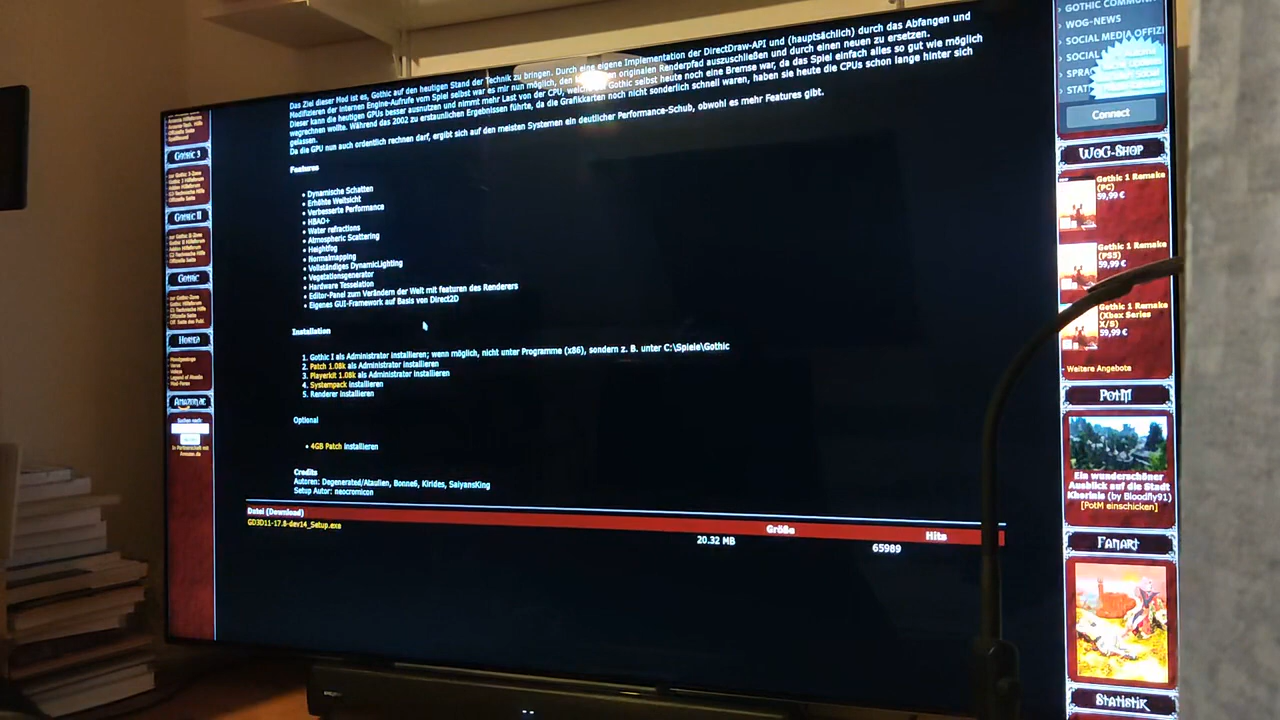 Das Ziel dieser Mod ist es, Gothic auf den heutigen Stand der Technik zu bringen. Durch eine eigene Implementation der DirectDraw-API und (hauptsächlich) durch das Abfangen und
Modifizieren der internen Engine-Aufrufe vom Spiel selbst war es mir nun möglich, den originalen Renderpfad auszuschließen und durch einen neuen zu ersetzen.
Dieser kann die heutigen GPUs besser ausnutzen und nimmt mehr Last von der CPU, welche Gothic selbst heute noch eine Bremse war, da das Spiel einfach alles so gut wie möglich
wegrechnen wollte. Während das 2002 zu erstaunlichen Ergebnissen führte, da die Grafikkarten noch nicht sonderlich schnell waren, haben sie heute die CPUs schon lange hinter sich
gelassen.
Da die GPU nun auch ordentlich rechnen darf, ergibt sich auf den meisten Systemen ein deutlicher Performance-Schub, obwohl es mehr Features gibt.
Features
• Dynamische Schatten
• Erhöhte Weitsicht
• Verbesserte Performance
• HBAO+
• Water refractions
• Atmospheric Scattering
• Heightfog
• Normalmapping
• Vollständiges DynamicLighting
• Vegetationsgenerator
• Hardware Tesselation
• Editor-Panel zum Verändern der Welt mit features des Renderers
• Eigenes GUI-Framework auf Basis von Direct2D
Installation
1. Gothic I als Administrator installieren; wenn möglich, nicht unter Programme (x86), sondern z. B. unter C:\Spiele\Gothic
2. Patch 1.08k als Administrator installieren
3. Playerkit 1.08k als Administrator installieren
4. Systempack installieren
5. Renderer installieren
Optional
• 4GB Patch installieren
Credits
Autoren: Degenerated/Ataulien, Bonne6, Kirides, SaiyansKing
Setup Autor: neocromicon
Datei (Download) Größe Hits
GD3D11-17.8-dev14_Setup.exe 20.32 MB 65989
Gothic 3
Gothic II
Gothic
Amazon.de
In Partnerschaft mit
Amazon.de
WOG-NEWS
SOCIAL MEDIA OFFIZI
Connect
WoG-Shop
Gothic 1 Remake
(PC)
59,99 €
Gothic 1 Remake
(PS5)
59,99 €
Gothic 1 Remake
(Xbox Series
X/S)
59,99 €
Weitere Angebote
PotM
Ein wunderschöner
Ausblick auf die Stadt
Khorinis (by Bloodfly91)
[PotM einschicken]
Fanart
Statistik